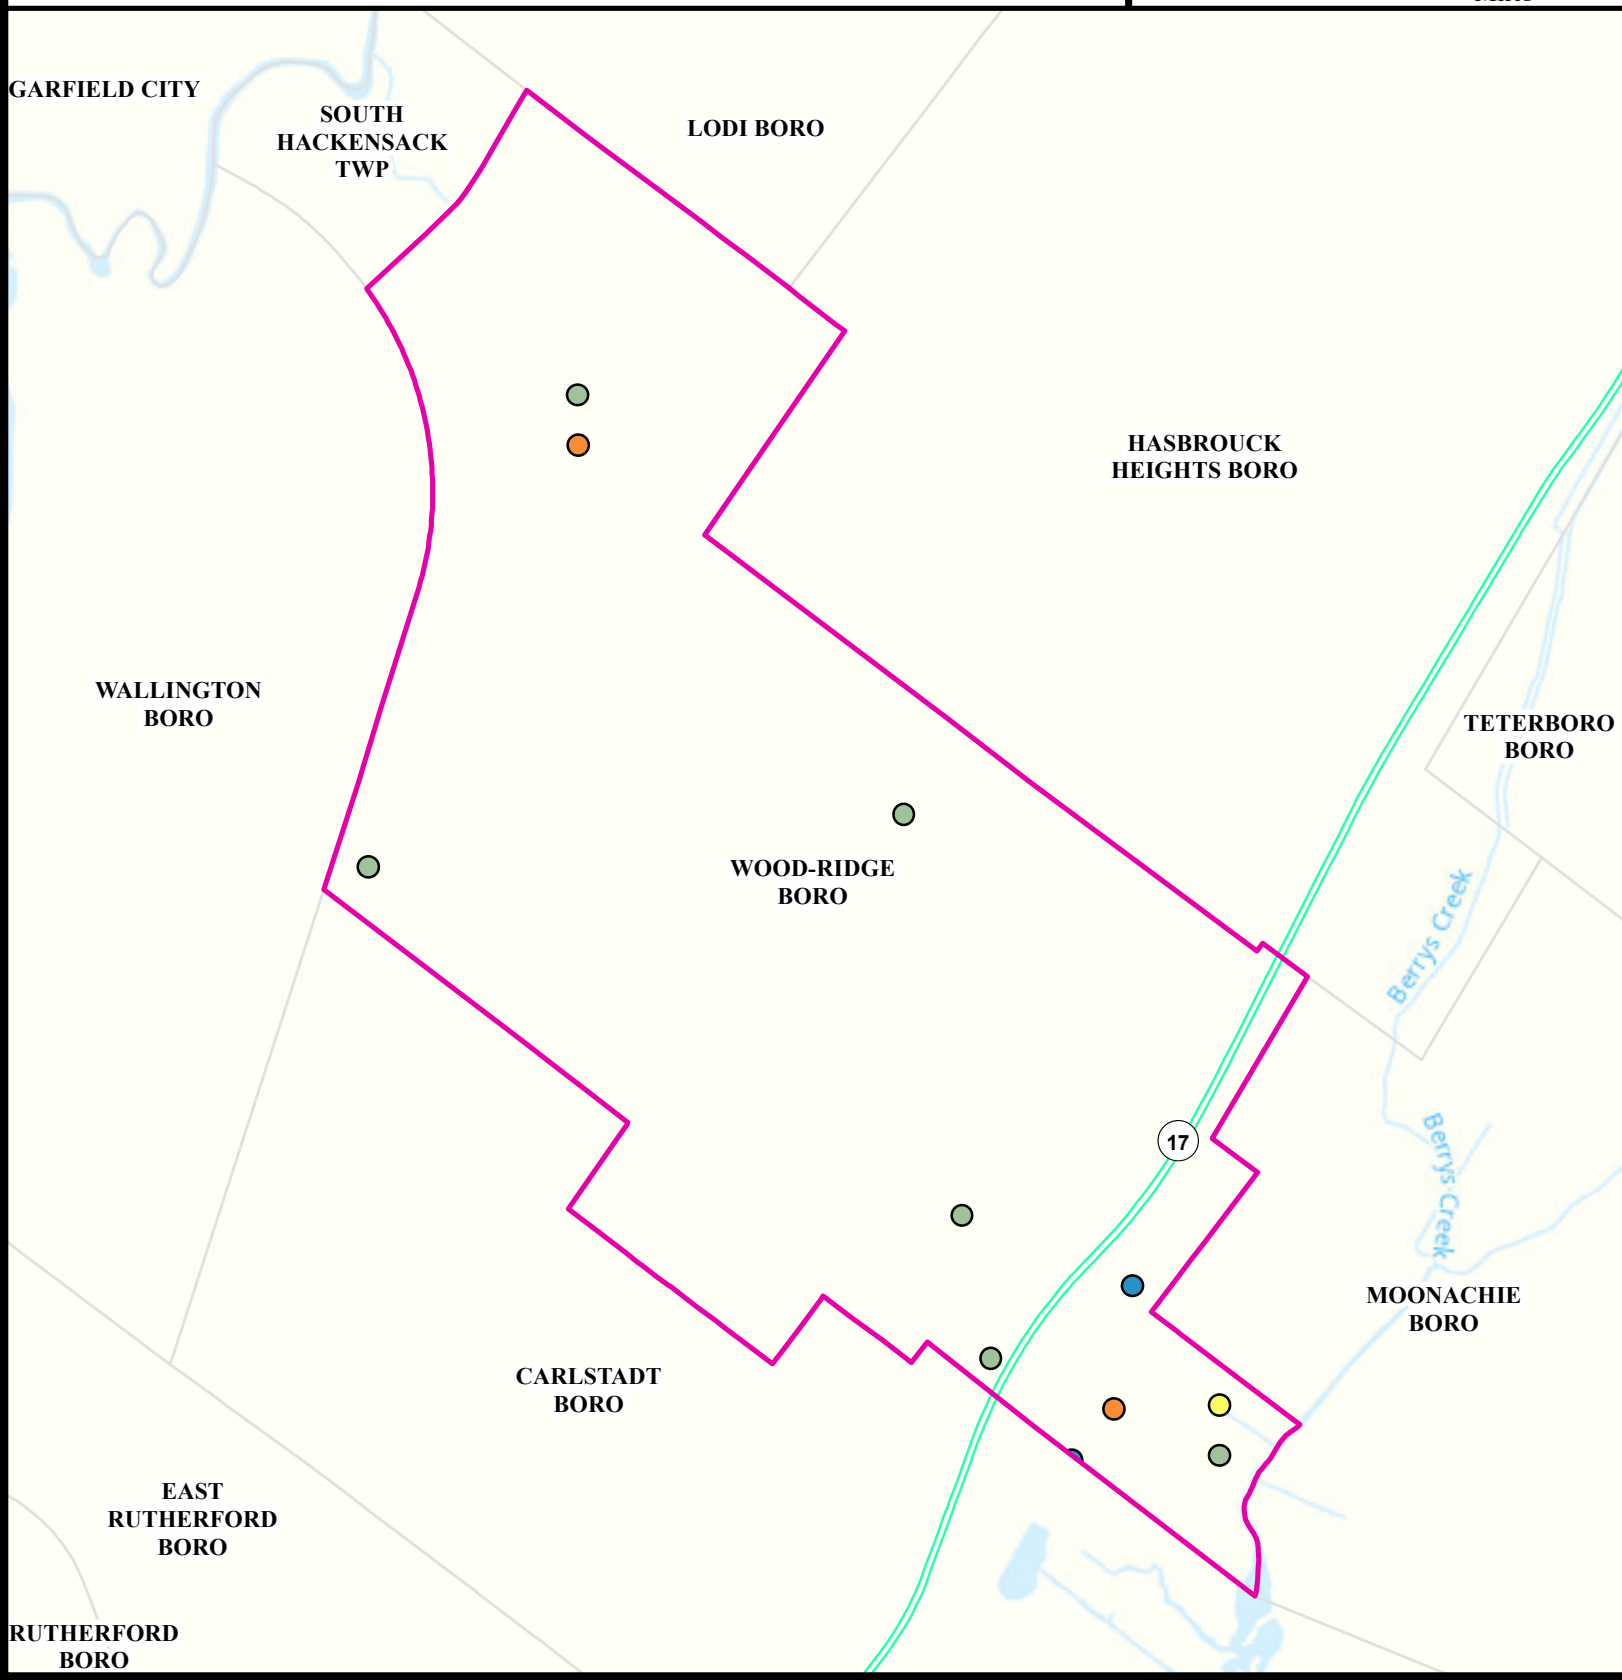 GARFIELD CITY
SOUTH
HACKENSACK
TWP
LODI BORO
HASBROUCK
HEIGHTS BORO
WALLINGTON
BORO
TETERBORO
BORO
WOOD-RIDGE
BORO
Berrys Creek
17
Berrys Creek
MOONACHIE
BORO
CARLSTADT
BORO
EAST
RUTHERFORD
BORO
RUTHERFORD
BORO